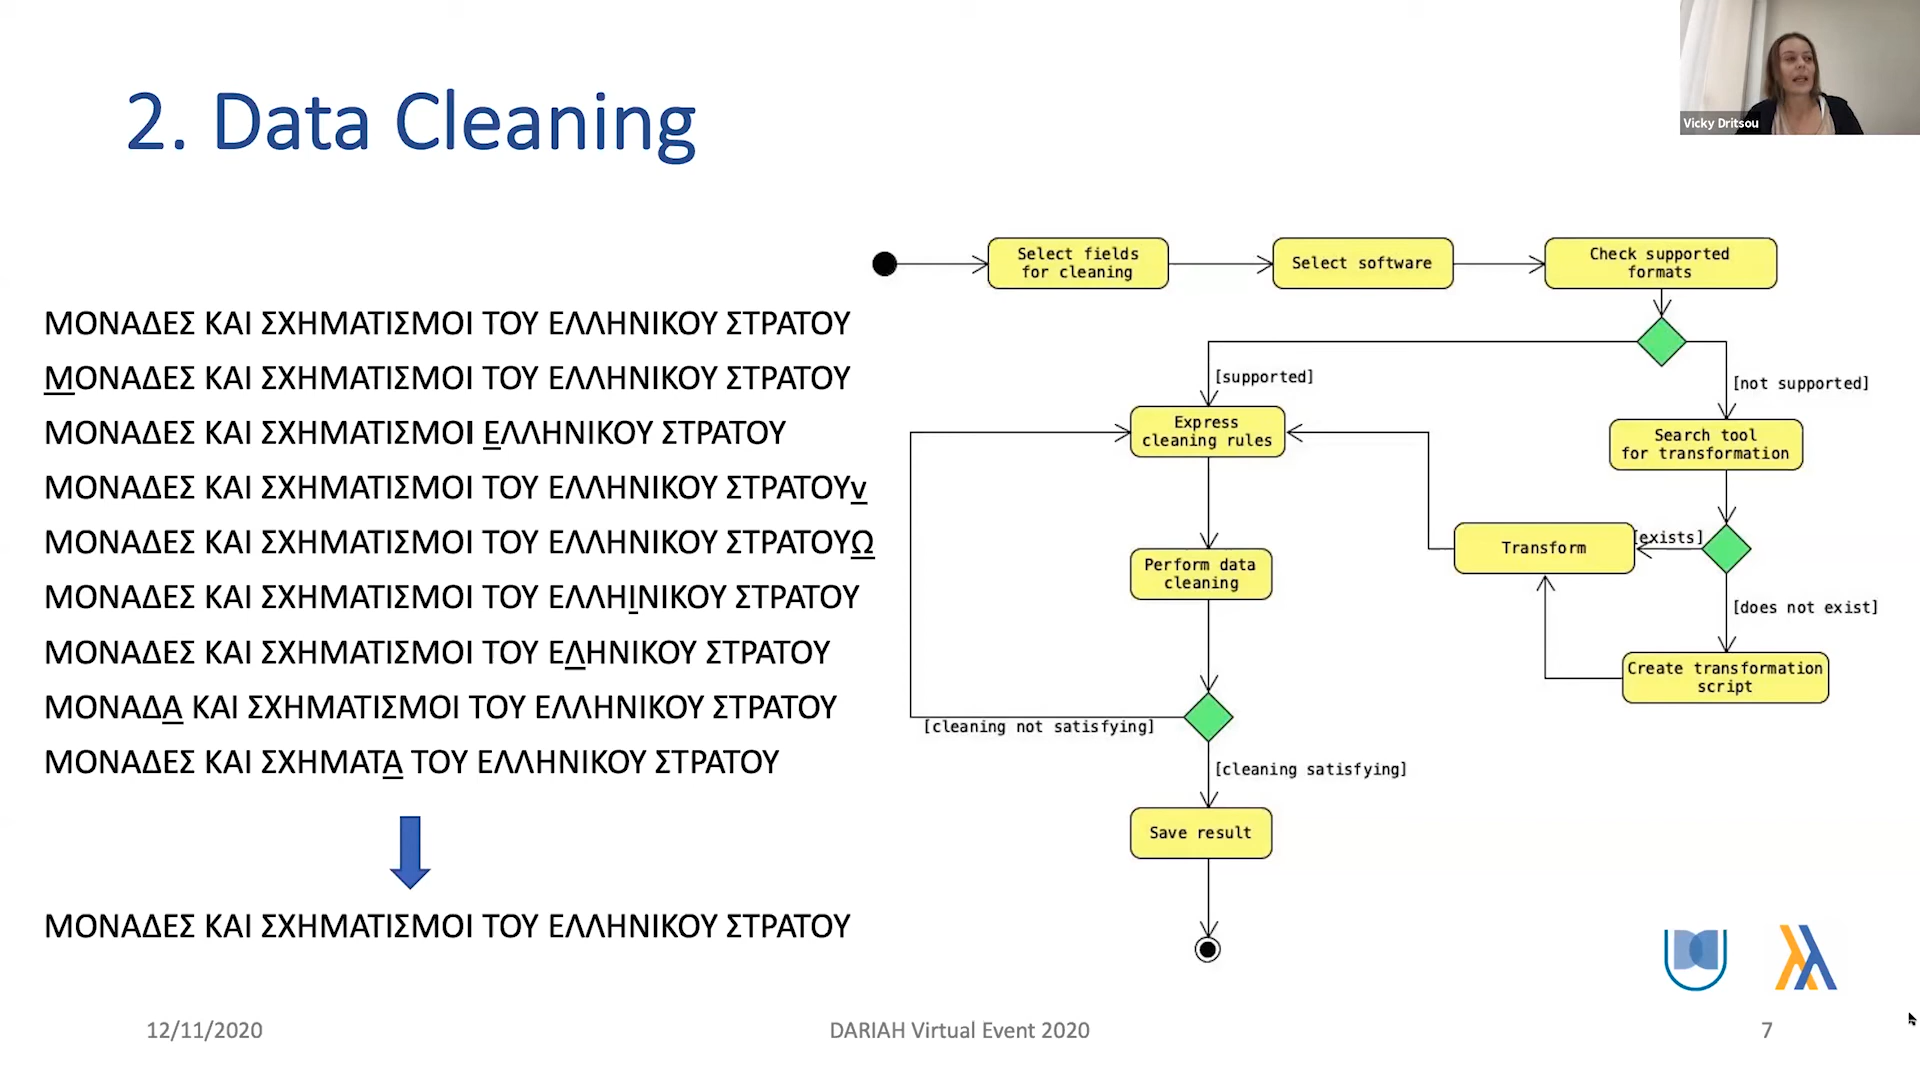 Vicky Dritsou
2. Data Cleaning
ΜΟΝΑΔΕΣ ΚΑΙ ΣΧΗΜΑΤΙΣΜΟΙ ΤΟΥ ΕΛΛΗΝΙΚΟΥ ΣΤΡΑΤΟΥ
ΜΟΝΑΔΕΣ ΚΑΙ ΣΧΗΜΑΤΙΣΜΟΙ ΤΟΥ ΕΛΛΗΝΙΚΟΥ ΣΤΡΑΤΟΥ
ΜΟΝΑΔΕΣ ΚΑΙ ΣΧΗΜΑΤΙΣΜΟΙ ΕΛΛΗΝΙΚΟΥ ΣΤΡΑΤΟΥ
ΜΟΝΑΔΕΣ ΚΑΙ ΣΧΗΜΑΤΙΣΜΟΙ ΤΟΥ ΕΛΛΗΝΙΚΟΥ ΣΤΡΑΤΟΥv
ΜΟΝΑΔΕΣ ΚΑΙ ΣΧΗΜΑΤΙΣΜΟΙ ΤΟΥ ΕΛΛΗΝΙΚΟΥ ΣΤΡΑΤΟΥΩ
ΜΟΝΑΔΕΣ ΚΑΙ ΣΧΗΜΑΤΙΣΜΟΙ ΤΟΥ ΕΛΛΗΙΝΙΚΟΥ ΣΤΡΑΤΟΥ
ΜΟΝΑΔΕΣ ΚΑΙ ΣΧΗΜΑΤΙΣΜΟΙ ΤΟΥ ΕΛΗΝΙΚΟΥ ΣΤΡΑΤΟΥ
ΜΟΝΑΔΑ ΚΑΙ ΣΧΗΜΑΤΙΣΜΟΙ ΤΟΥ ΕΛΛΗΝΙΚΟΥ ΣΤΡΑΤΟΥ
ΜΟΝΑΔΕΣ ΚΑΙ ΣΧΗΜΑΤΑ ΤΟΥ ΕΛΛΗΝΙΚΟΥ ΣΤΡΑΤΟΥ
ΜΟΝΑΔΕΣ ΚΑΙ ΣΧΗΜΑΤΙΣΜΟΙ ΤΟΥ ΕΛΛΗΝΙΚΟΥ ΣΤΡΑΤΟΥ
Select fields
for cleaning
Select software
Check supported
formats
[supported]
[not supported]
Express
cleaning rules
Search tool
for transformation
Transform
[exists]
Perform data
cleaning
[does not exist]
Create transformation
script
[cleaning not satisfying]
[cleaning satisfying]
Save result
12/11/2020
DARIAH Virtual Event 2020
7